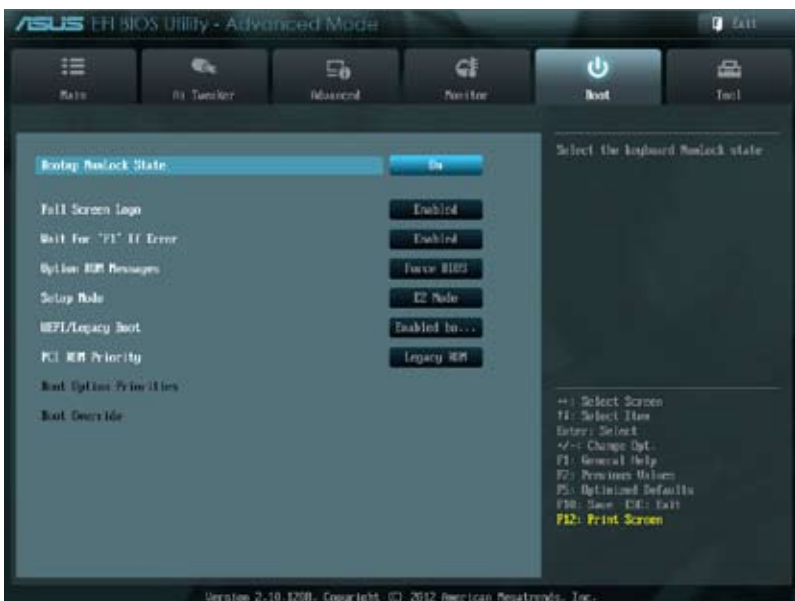 ASUS EFI BIOS Utility - Advanced Mode
Exit
Main
Ai Tweaker
Advanced
Monitor
Boot
Tool
Bootup NumLock State
On
Select the keyboard NumLock state
Full Screen Logo
Enabled
Wait For 'F1' If Error
Enabled
Option ROM Messages
Force BIOS
Setup Mode
EZ Mode
UEFI/Legacy Boot
Enabled bo...
PCI ROM Priority
Legacy ROM
Boot Option Priorities
Boot Override
↔: Select Screen
↑↓: Select Item
Enter: Select
+/-: Change Opt.
F1: General Help
F2: Previous Values
F5: Optimized Defaults
F10: Save ESC: Exit
F12: Print Screen
Version 2.10.1208. Copyright (C) 2012 American Megatrends, Inc.